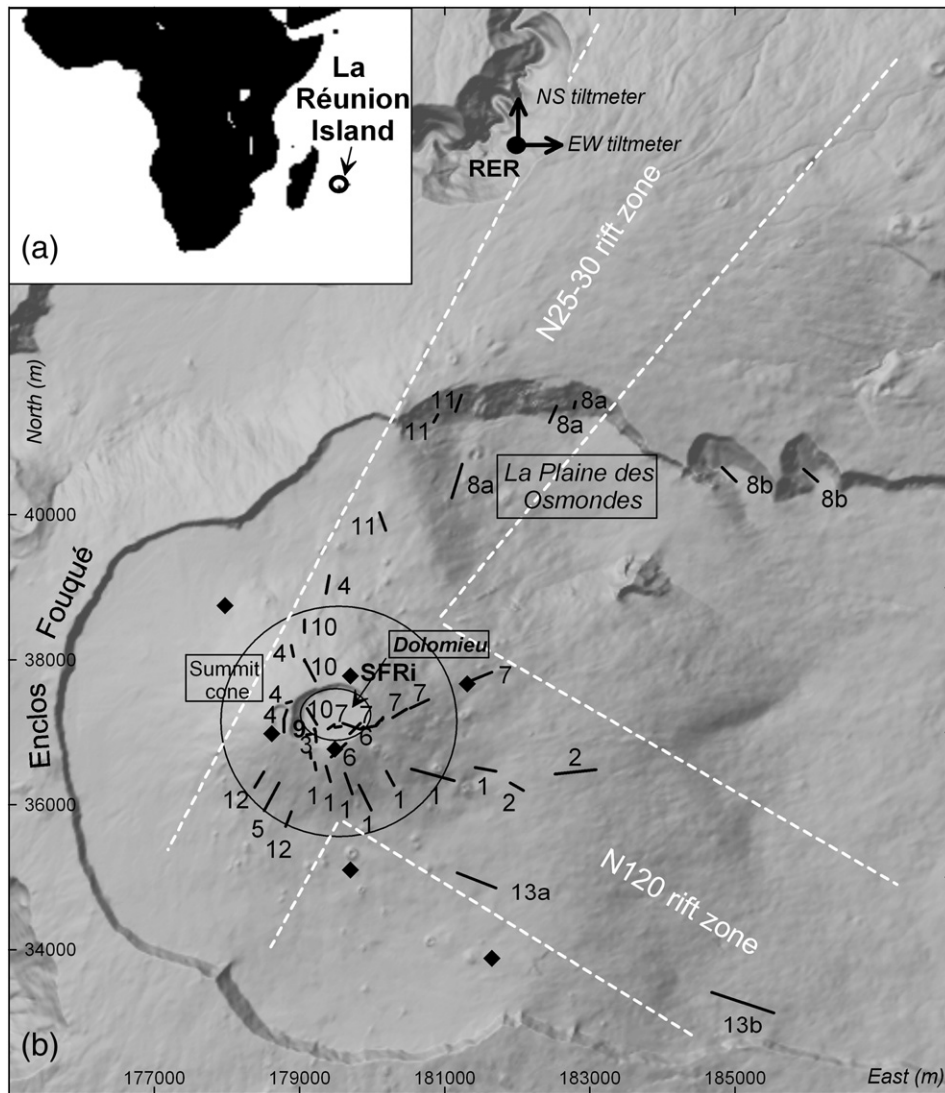 La
Réunion
Island
(a)
NS tiltmeter
EW tiltmeter
RER
N25-30 rift zone
North (m)
11
11
8a
8a
8a
La Plaine des
Osmondes
8b
8b
40000
11
Enclos Fouqué
4
10
Dolomieu
38000
4
Summit
cone
10
SFRi
4
7
7
4
10
7
7
9
6
3
6
2
36000
12
1
1
1
1
1
1
1
2
5
12
13a
N120 rift zone
34000
13b
(b)
177000
179000
181000
183000
185000
East (m)